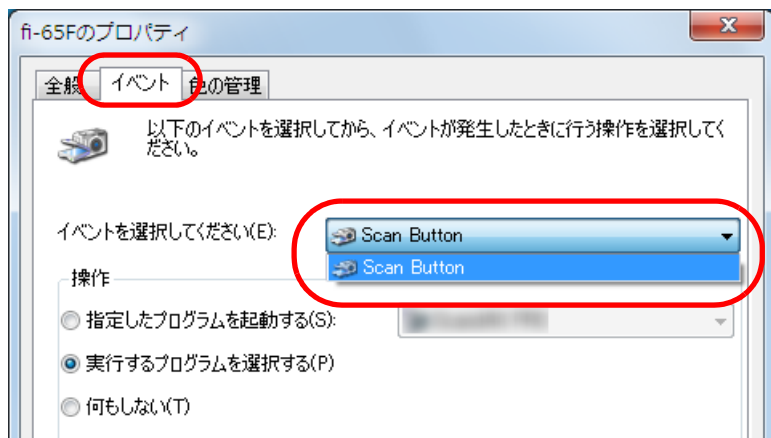 fi-65Fのプロパティ
全般 イベント 色の管理
以下のイベントを選択してから、イベントが発生したときに行う操作を選択してく
ださい。
イベントを選択してください(E): Scan Button
Scan Button
操作
指定したプログラムを起動する(S):
実行するプログラムを選択する(P)
何もしない(T)